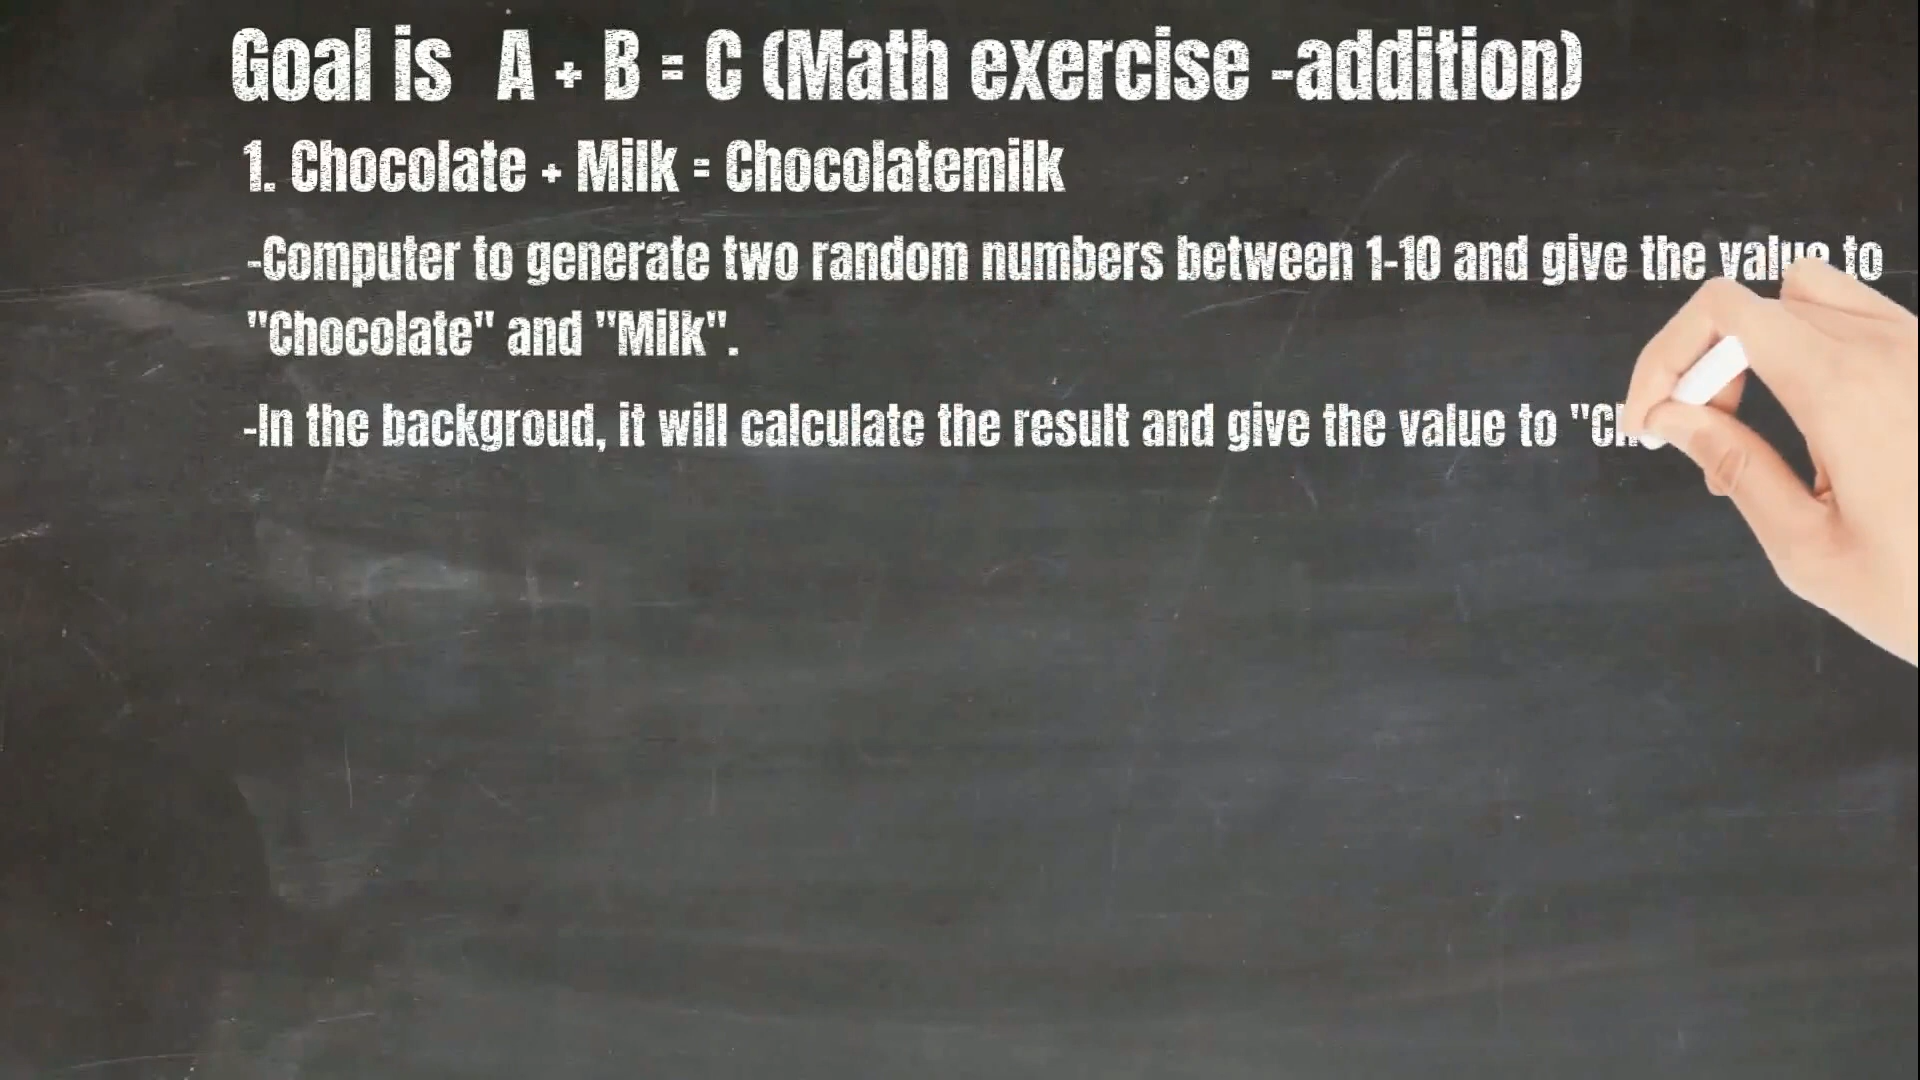 Goal is A + B = C (Math exercise -addition)
1. Chocolate + Milk = Chocolatemilk
-Computer to generate two random numbers between 1-10 and give the value to
"Chocolate" and "Milk".
-In the backgroud, it will calculate the result and give the value to